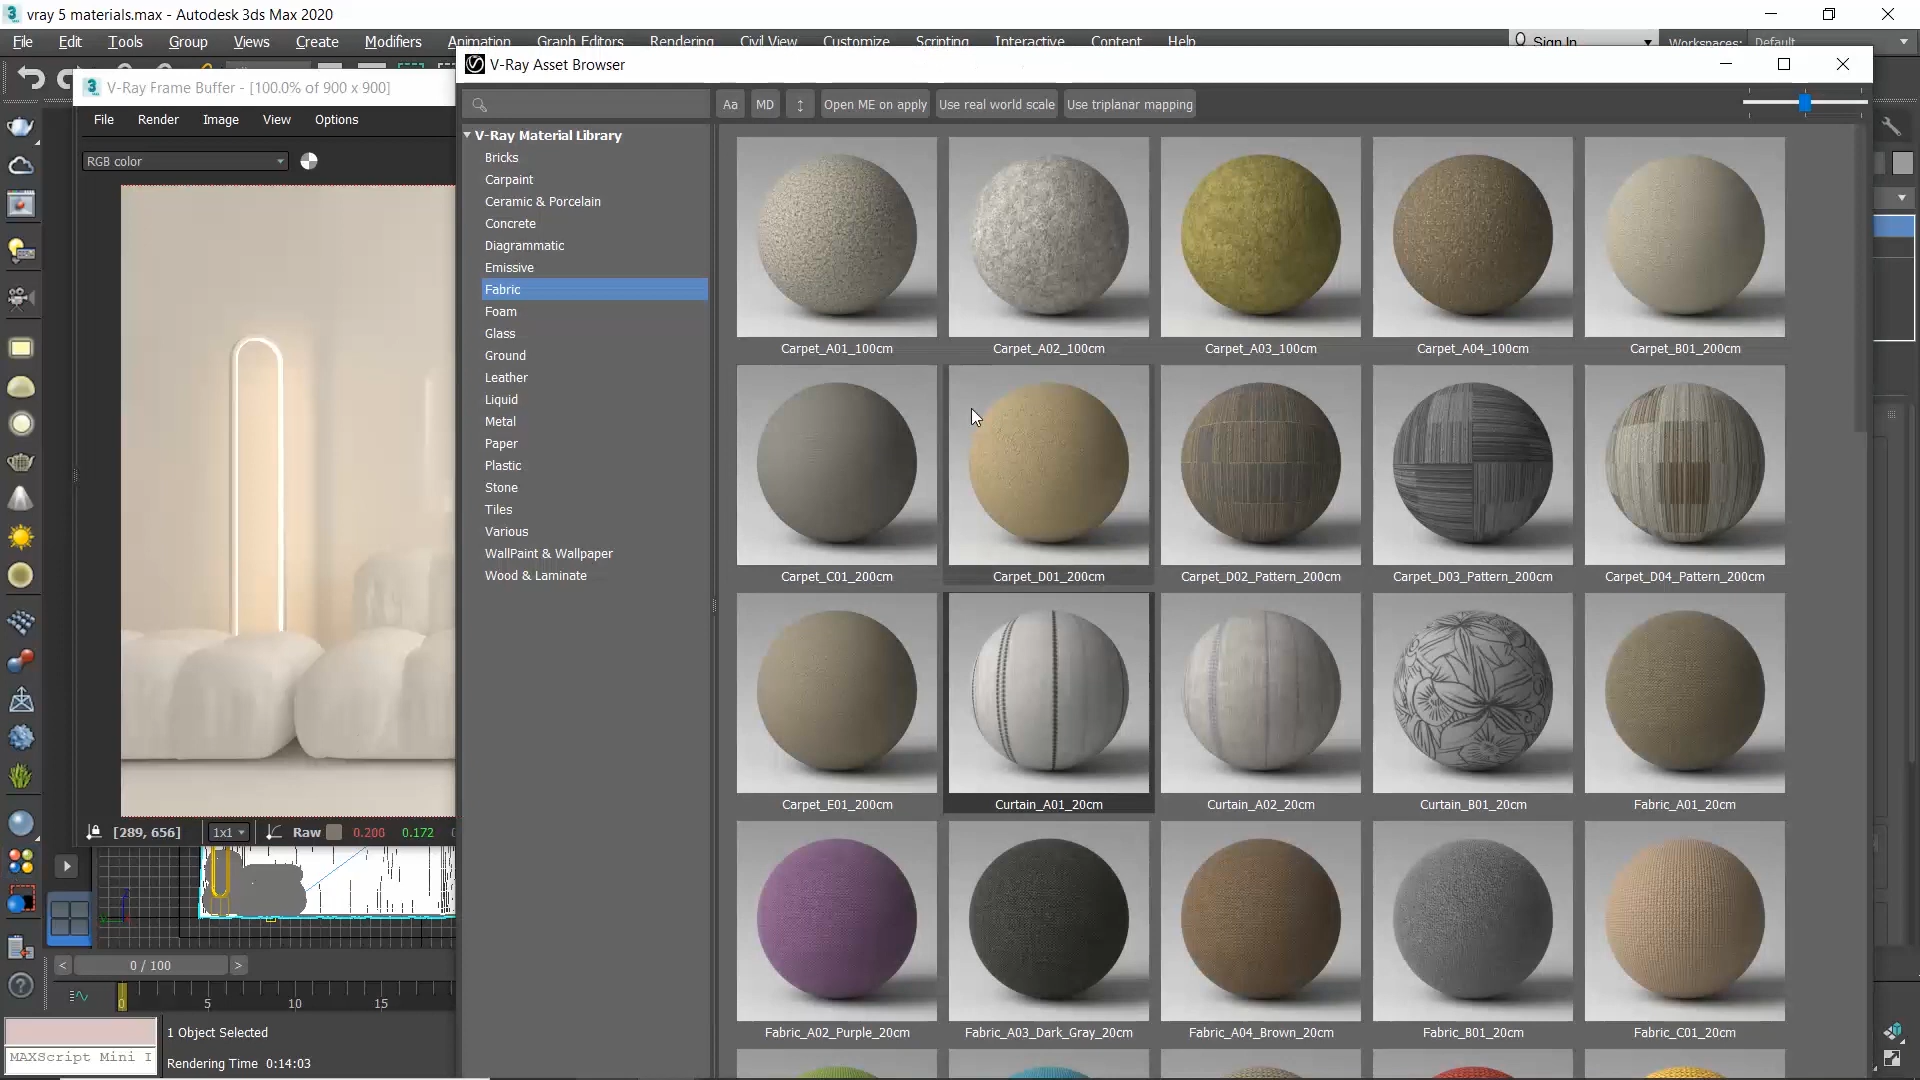 vray 5 materials.max - Autodesk 3ds Max 2020
File Edit Tools Group Views Create Modifiers Animation Graph Editors Rendering Civil View Customize Scripting Interactive Content Help
Sign In
Workspaces: Default
V-Ray Frame Buffer - [100.0% of 900 x 900]
File Render Image View Options
RGB color
V-Ray Asset Browser
Aa MD Open ME on apply Use real world scale Use triplanar mapping
V-Ray Material Library
Bricks
Carpaint
Ceramic & Porcelain
Concrete
Diagrammatic
Emissive
Fabric
Foam
Glass
Ground
Leather
Liquid
Metal
Paper
Plastic
Stone
Tiles
Various
WallPaint & Wallpaper
Wood & Laminate
Carpet_A01_100cm Carpet_A02_100cm Carpet_A03_100cm Carpet_A04_100cm Carpet_B01_200cm
Carpet_C01_200cm Carpet_D01_200cm Carpet_D02_Pattern_200cm Carpet_D03_Pattern_200cm Carpet_D04_Pattern_200cm
Carpet_E01_200cm Curtain_A01_20cm Curtain_A02_20cm Curtain_B01_20cm Fabric_A01_20cm
Fabric_A02_Purple_20cm Fabric_A03_Dark_Gray_20cm Fabric_A04_Brown_20cm Fabric_B01_20cm Fabric_C01_20cm
[289, 656] 1x1 Raw 0.200 0.172
< 0 / 100 >
0 5 10 15
1 Object Selected
MAXScript Mini I
Rendering Time 0:14:03